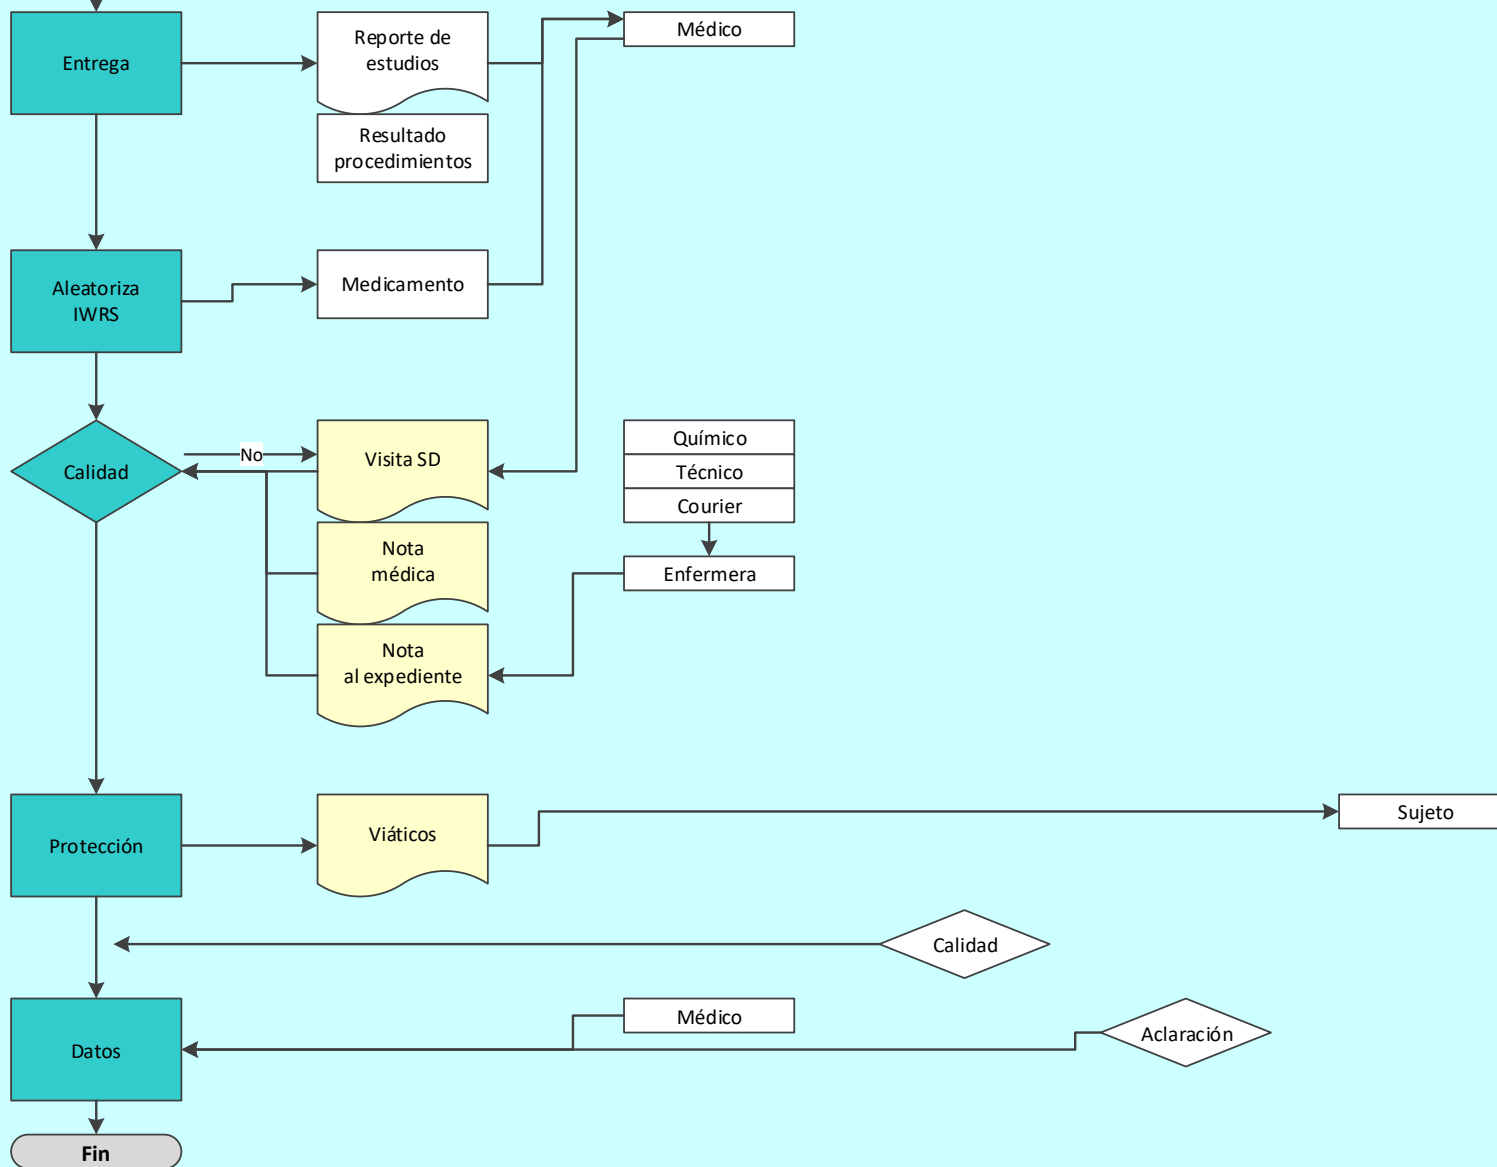 Entrega
Reporte de
estudios
Médico
Resultado
procedimientos
Aleatoriza
IWRS
Medicamento
Calidad
No
Visita SD
Químico
Técnico
Courier
Nota
médica
Enfermera
Nota
al expediente
Protección
Viáticos
Sujeto
Calidad
Datos
Médico
Aclaración
Fin